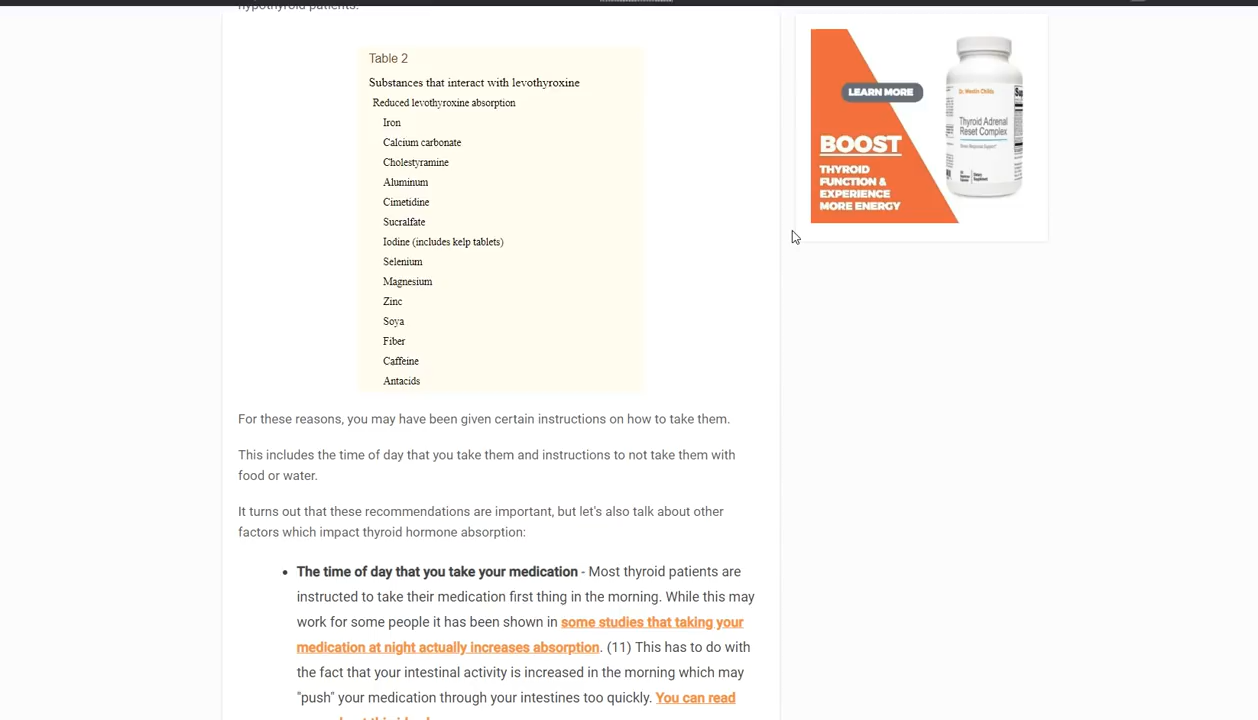 hypothyroid patients.
Table 2
Substances that interact with levothyroxine
Reduced levothyroxine absorption
Iron
Calcium carbonate
Cholestyramine
Aluminum
Cimetidine
Sucralfate
Iodine (includes kelp tablets)
Selenium
Magnesium
Zinc
Soya
Fiber
Caffeine
Antacids
For these reasons, you may have been given certain instructions on how to take them.
This includes the time of day that you take them and instructions to not take them with
food or water.
It turns out that these recommendations are important, but let's also talk about other
factors which impact thyroid hormone absorption:
• The time of day that you take your medication - Most thyroid patients are
instructed to take their medication first thing in the morning. While this may
work for some people it has been shown in some studies that taking your
medication at night actually increases absorption. (11) This has to do with
the fact that your intestinal activity is increased in the morning which may
"push" your medication through your intestines too quickly. You can read
LEARN MORE
BOOST
THYROID
FUNCTION &
EXPERIENCE
MORE ENERGY
Dr. Westin Childs
Thyroid Adrenal
Reset Complex